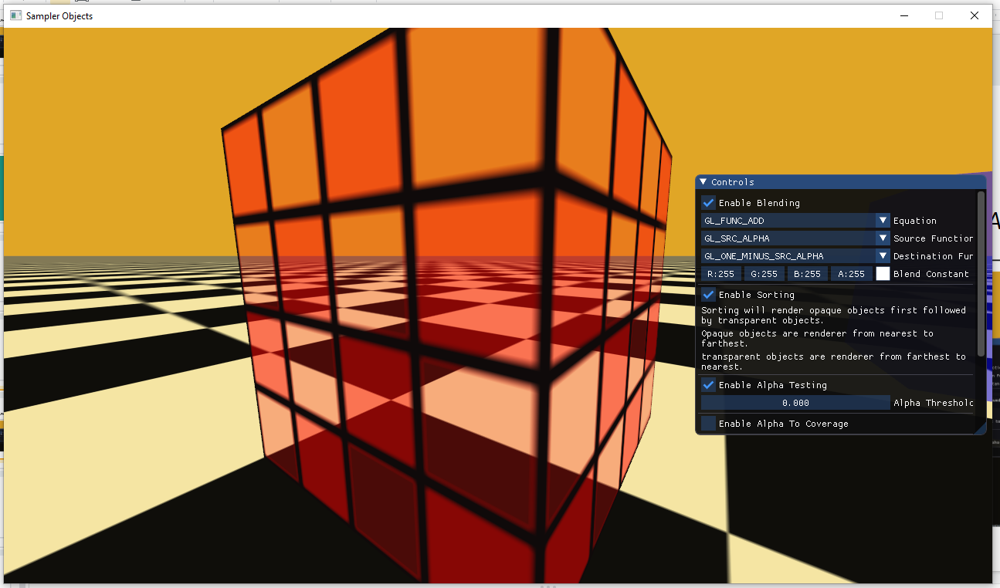 Sampler Objects
Controls
Enable Blending
GL_FUNC_ADD Equation
GL_SRC_ALPHA Source Function
GL_ONE_MINUS_SRC_ALPHA Destination Fur
R:255 G:255 B:255 A:255 Blend Constant
Enable Sorting
Sorting will render opaque objects first followed
by transparent objects.
Opaque objects are renderer from nearest to
farthest.
transparent objects are renderer from farthest to
nearest.
Enable Alpha Testing
0.000 Alpha Threshold
Enable Alpha To Coverage